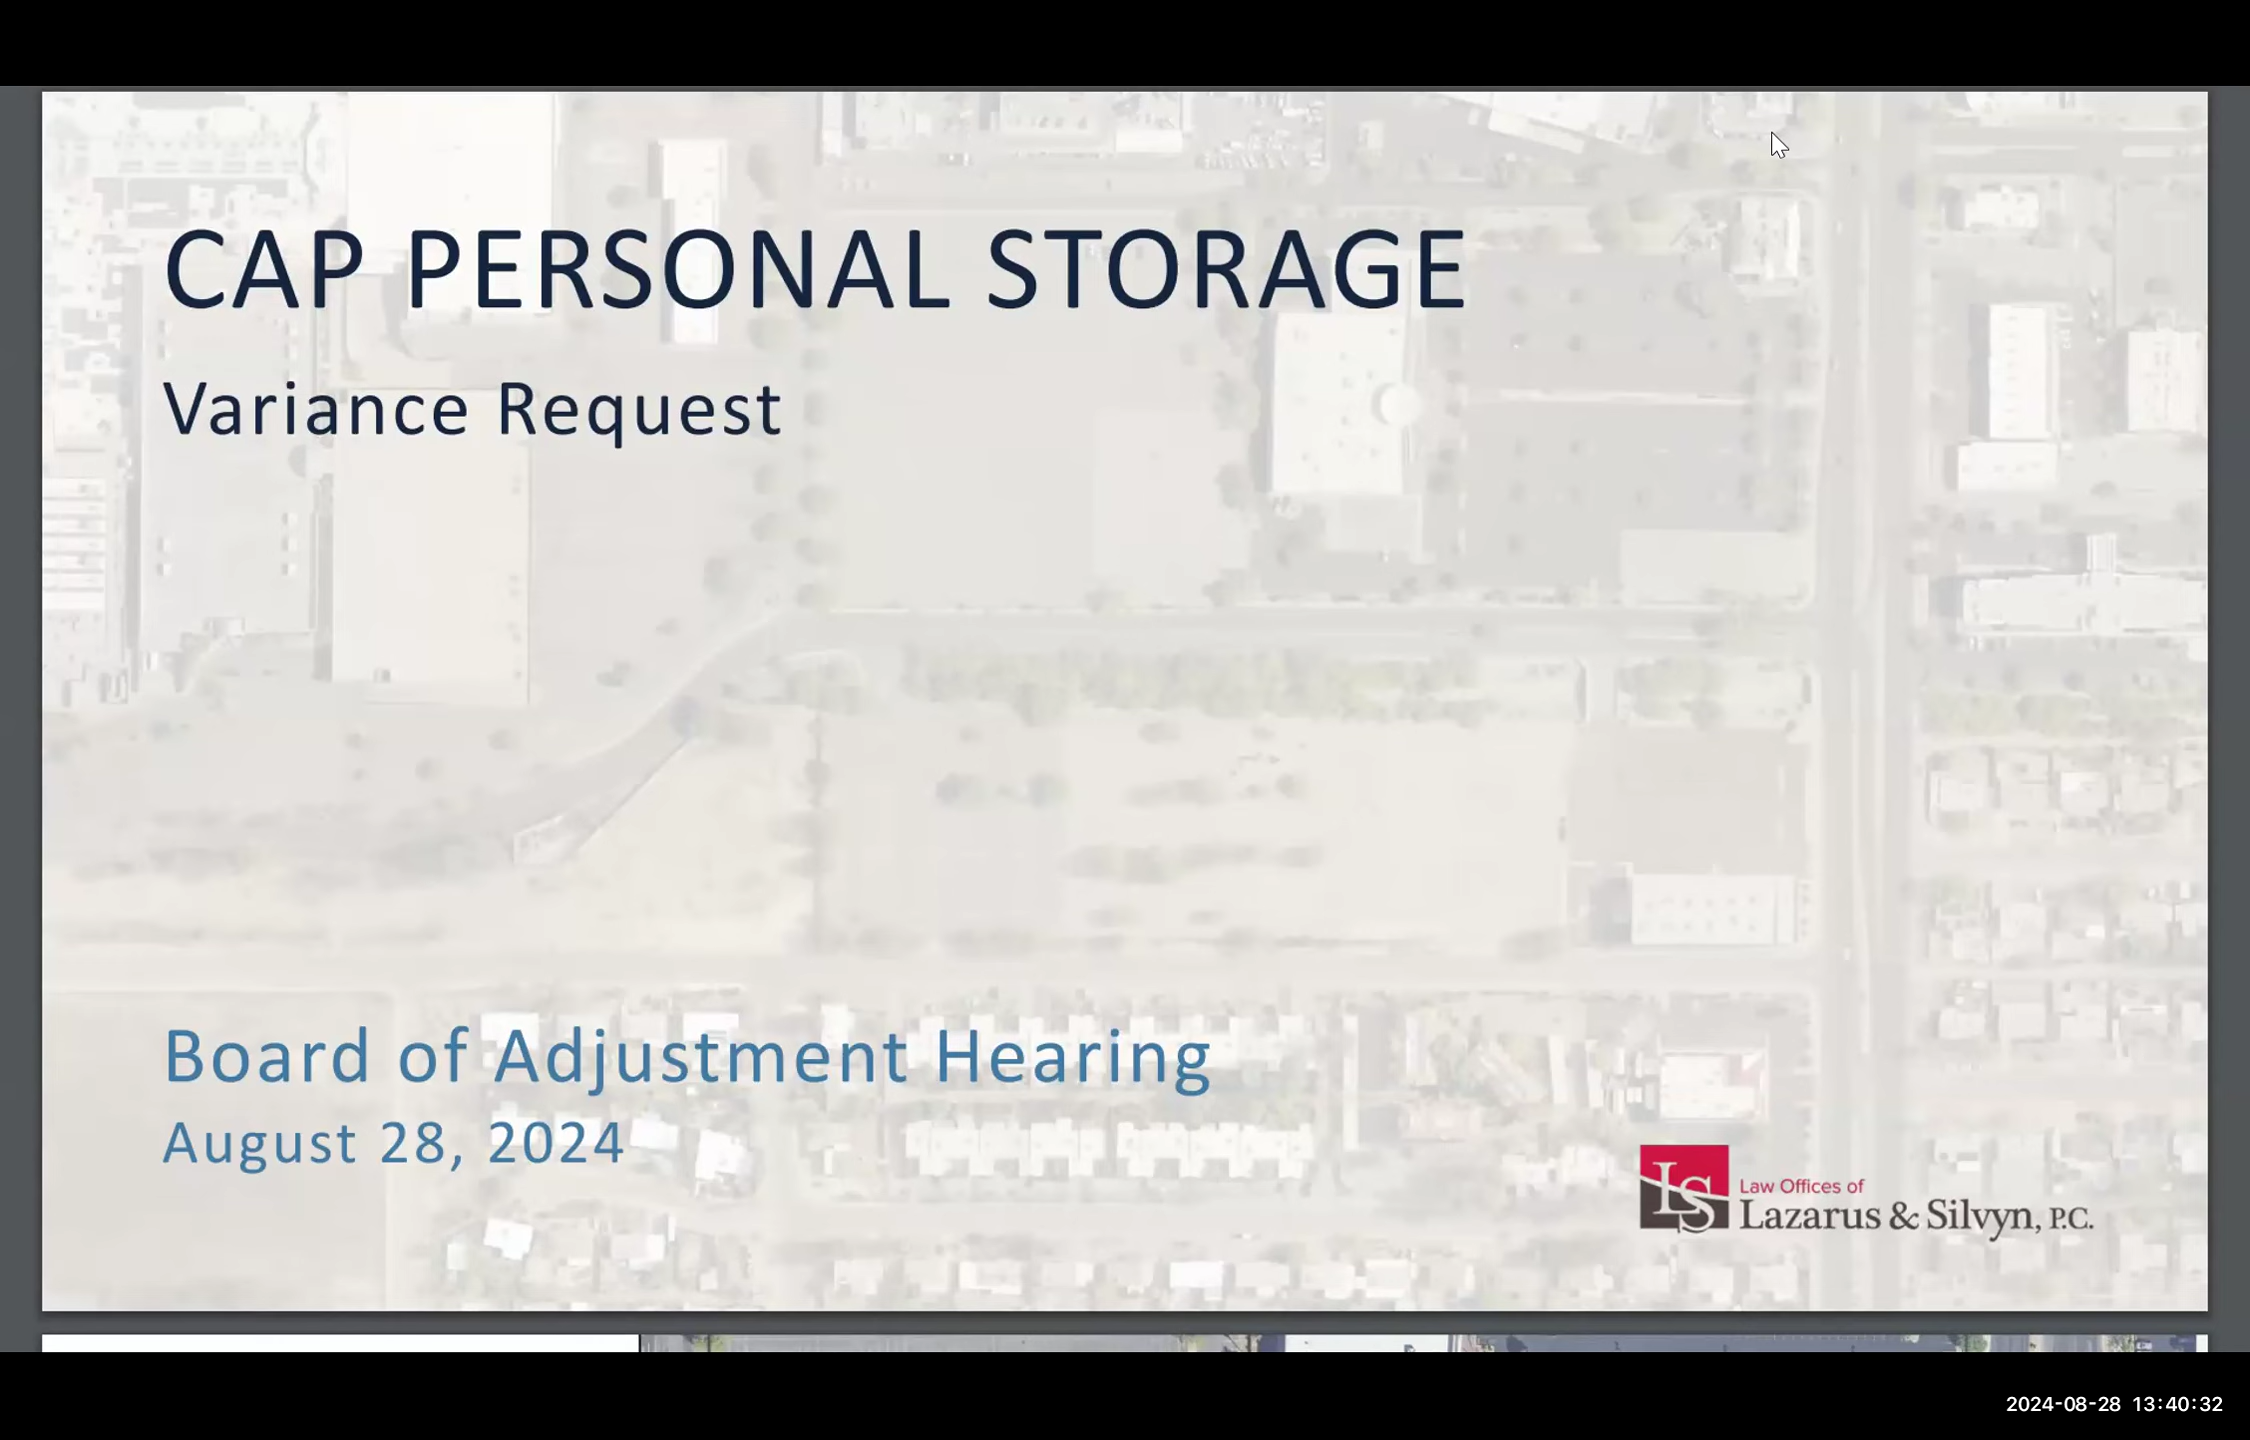 CAP PERSONAL STORAGE
Variance Request
Board of Adjustment Hearing
August 28, 2024
LS
Law Offices of
Lazarus & Silvyn, P.C.
2024-08-28 13:40:32